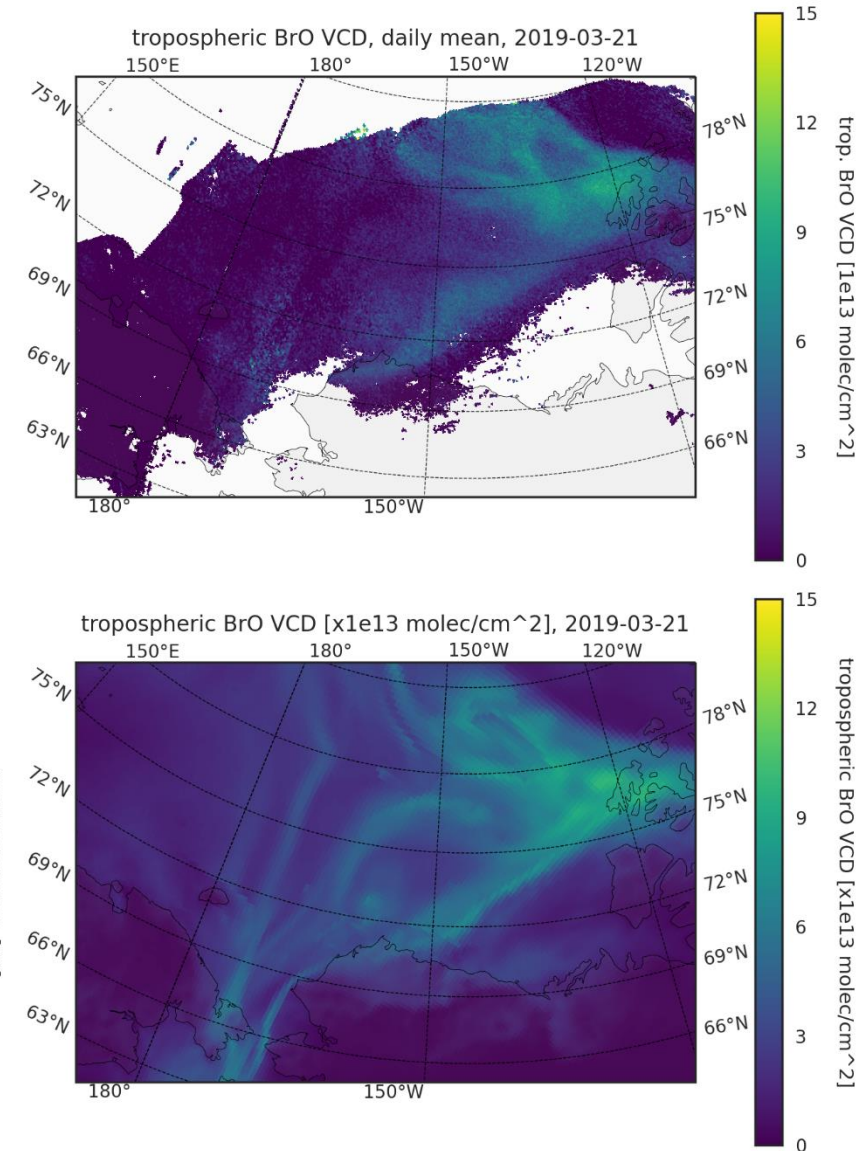 tropospheric BrO VCD, daily mean, 2019-03-21
150°E 180° 150°W 120°W
75°N
72°N
69°N
66°N
63°N
78°N
75°N
72°N
69°N
66°N
180° 150°W
15
12
9
6
3
0
trop. BrO VCD [1e13 molec/cm^2]
tropospheric BrO VCD [x1e13 molec/cm^2], 2019-03-21
150°E 180° 150°W 120°W
75°N
72°N
69°N
66°N
63°N
78°N
75°N
72°N
69°N
66°N
180° 150°W
15
12
9
6
3
0
tropospheric BrO VCD [x1e13 molec/cm^2]